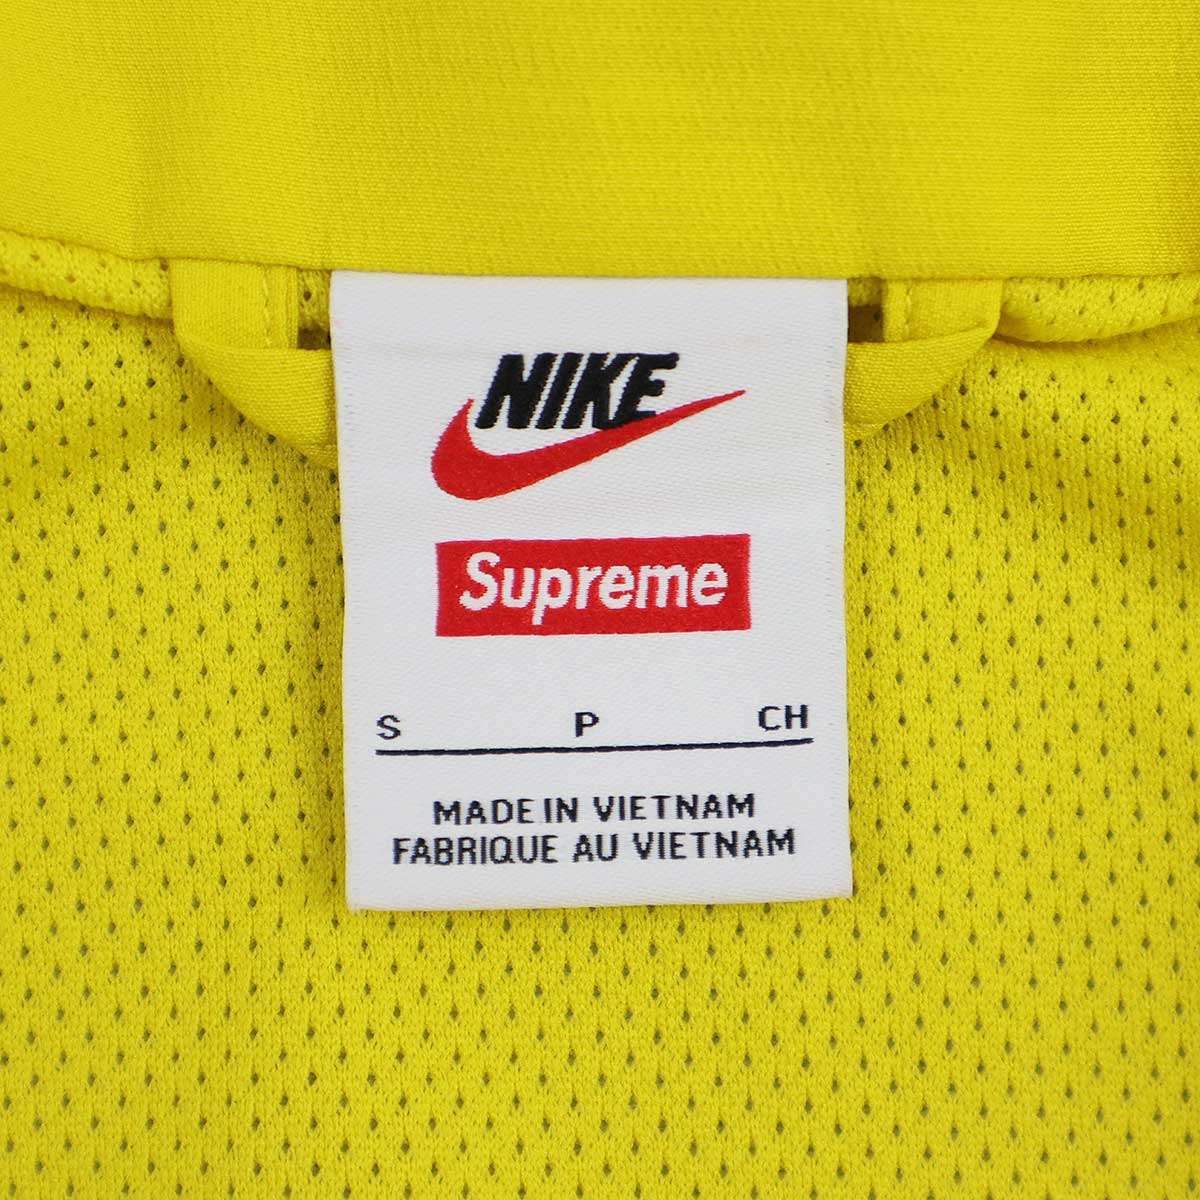 NIKE
Supreme
S P CH
MADE IN VIETNAM
FABRIQUE AU VIETNAM